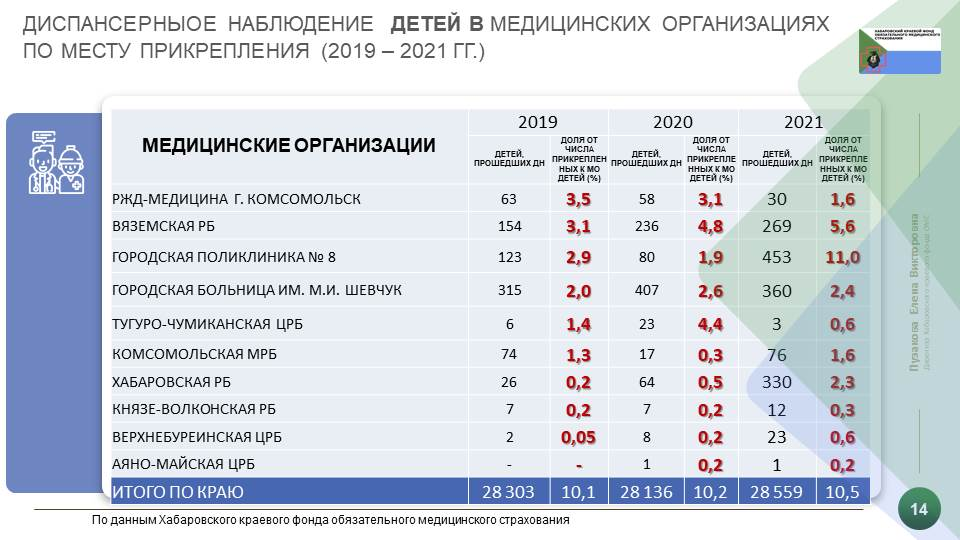 ДИСПАНСЕРНЫОЕ НАБЛЮДЕНИЕ ДЕТЕЙ В МЕДИЦИНСКИХ ОРГАНИЗАЦИЯХ
ПО МЕСТУ ПРИКРЕПЛЕНИЯ (2019 – 2021 ГГ.)
ХАБАРОВСКИЙ КРАЕВОЙ ФОНД
ОБЯЗАТЕЛЬНОГО МЕДИЦИНСКОГО
СТРАХОВАНИЯ
МЕДИЦИНСКИЕ ОРГАНИЗАЦИИ
2019 2020 2021
ДЕТЕЙ,
ПРОШЕДШИХ ДН
ДОЛЯ ОТ
ЧИСЛА
ПРИКРЕПЛЕН
НЫХ К МО
ДЕТЕЙ (%)
ДЕТЕЙ,
ПРОШЕДШИХ ДН
ДОЛЯ ОТ
ЧИСЛА
ПРИКРЕПЛЕ
ННЫХ К МО
ДЕТЕЙ (%)
ДЕТЕЙ,
ПРОШЕДШИХ ДН
ДОЛЯ ОТ
ЧИСЛА
ПРИКРЕПЛЕ
ННЫХ К МО
ДЕТЕЙ (%)
РЖД-МЕДИЦИНА Г. КОМСОМОЛЬСК 63 3,5 58 3,1 30 1,6
ВЯЗЕМСКАЯ РБ 154 3,1 236 4,8 269 5,6
ГОРОДСКАЯ ПОЛИКЛИНИКА № 8 123 2,9 80 1,9 453 11,0
ГОРОДСКАЯ БОЛЬНИЦА ИМ. М.И. ШЕВЧУК 315 2,0 407 2,6 360 2,4
ТУГУРО-ЧУМИКАНСКАЯ ЦРБ 6 1,4 23 4,4 3 0,6
КОМСОМОЛЬСКАЯ МРБ 74 1,3 17 0,3 76 1,6
ХАБАРОВСКАЯ РБ 26 0,2 64 0,5 330 2,3
КНЯЗЕ-ВОЛКОНСКАЯ РБ 7 0,2 7 0,2 12 0,3
ВЕРХНЕБУРЕИНСКАЯ ЦРБ 2 0,05 8 0,2 23 0,6
АЯНО-МАЙСКАЯ ЦРБ - - 1 0,2 1 0,2
ИТОГО ПО КРАЮ 28 303 10,1 28 136 10,2 28 559 10,5
Пузакова Елена Викторовна
Директор Хабаровского краевого фонда ОМС
По данным Хабаровского краевого фонда обязательного медицинского страхования
14